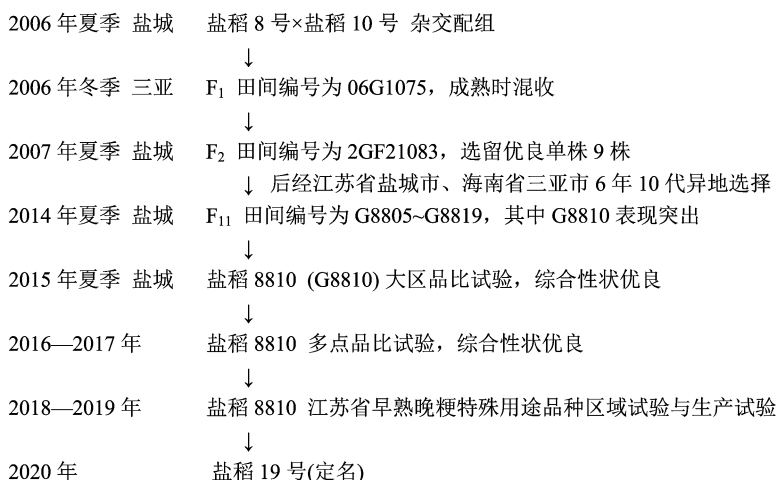 2006 年夏季 盐城 盐稻 8 号×盐稻 10 号 杂交配组
↓
2006 年冬季 三亚 F₁ 田间编号为 06G1075，成熟时混收
↓
2007 年夏季 盐城 F₂ 田间编号为 2GF21083，选留优良单株 9 株
↓ 后经江苏省盐城市、海南省三亚市 6 年 10 代异地选择
2014 年夏季 盐城 F₁₁ 田间编号为 G8805~G8819，其中 G8810 表现突出
↓
2015 年夏季 盐城 盐稻 8810 (G8810) 大区品比试验，综合性状优良
↓
2016—2017 年 盐稻 8810 多点品比试验，综合性状优良
↓
2018—2019 年 盐稻 8810 江苏省早熟晚粳特殊用途品种区域试验与生产试验
↓
2020 年 盐稻 19 号(定名)